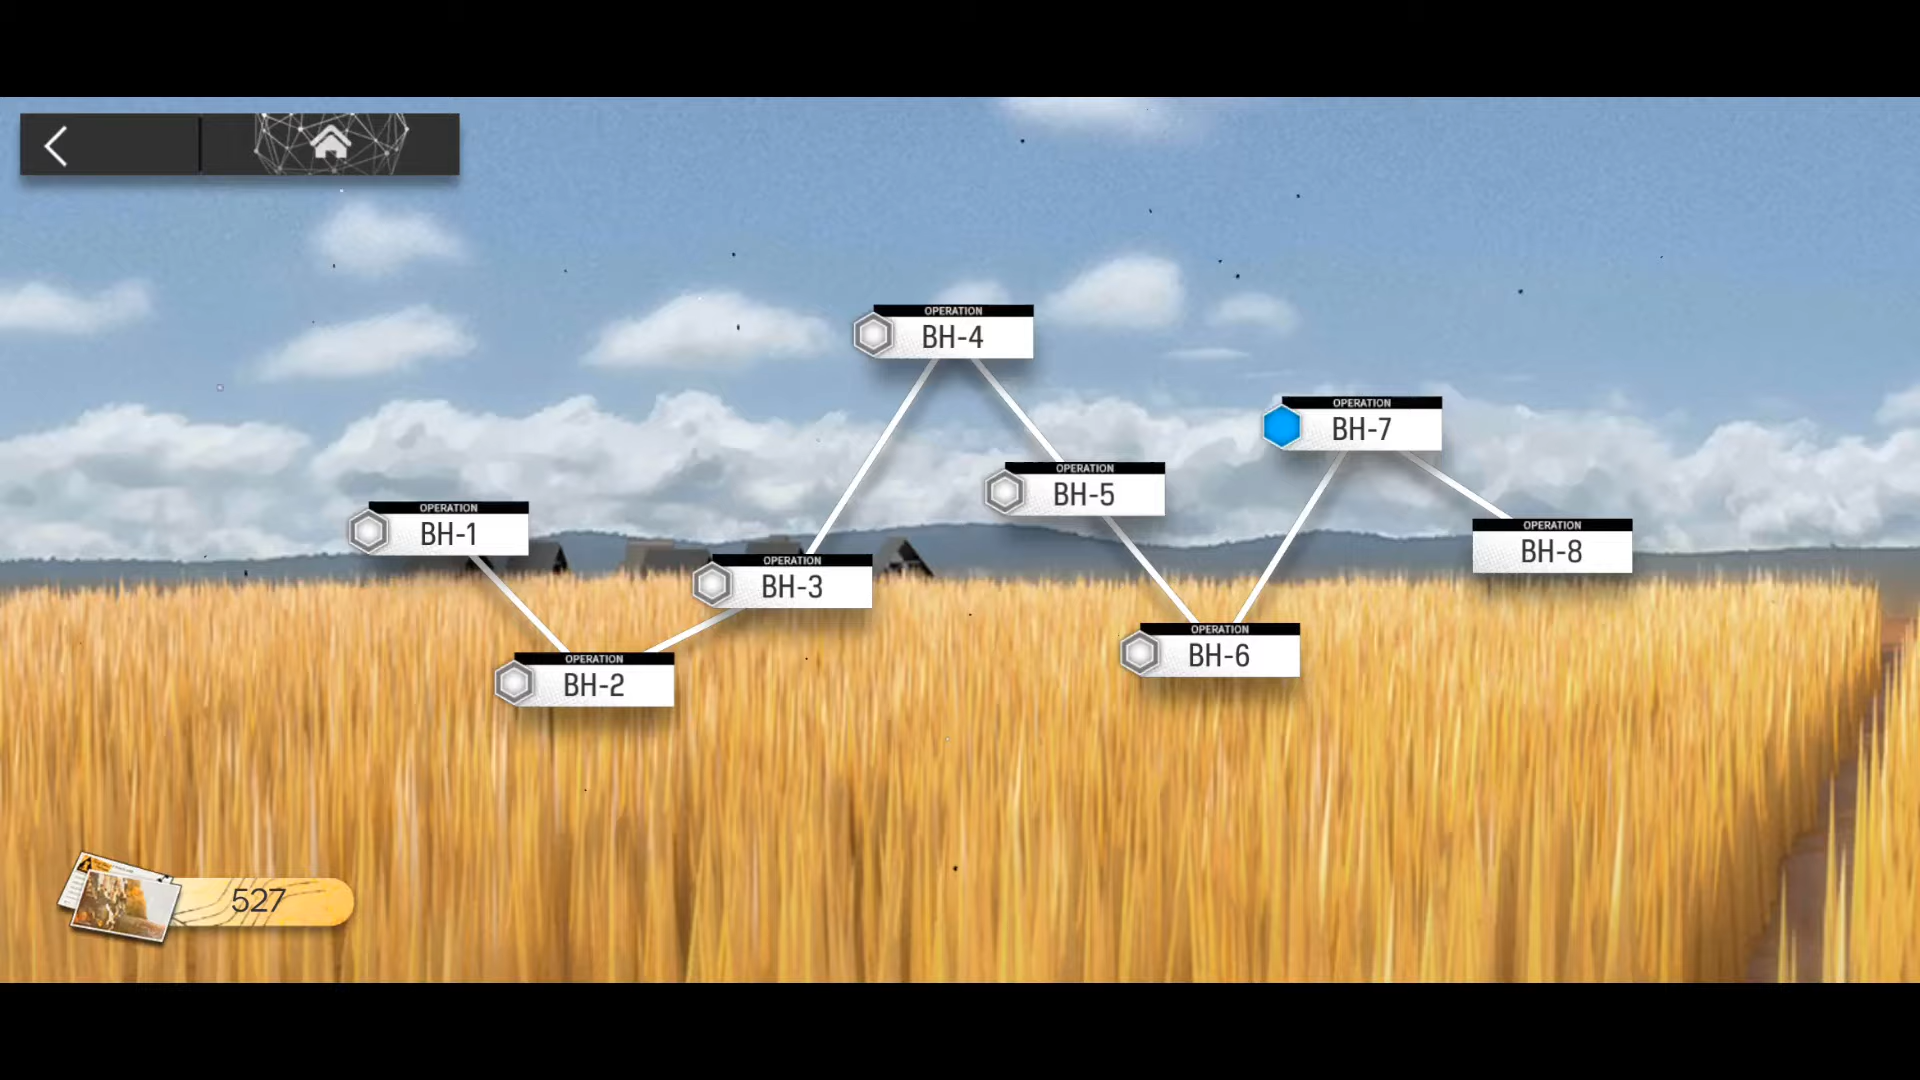 OPERATION
BH-4
OPERATION
BH-7
OPERATION
BH-5
OPERATION
BH-1
OPERATION
BH-8
OPERATION
BH-3
OPERATION
BH-6
OPERATION
BH-2
527